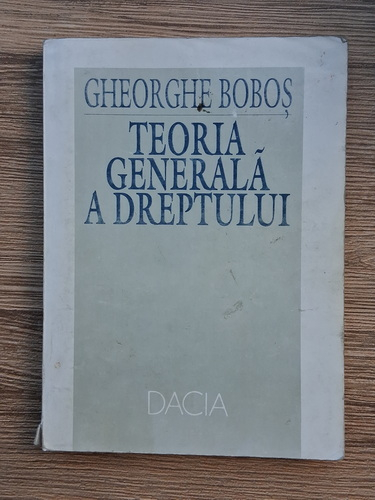 GHEORGHE BOBOȘ
TEORIA
GENERALĂ
A DREPTULUI
DACIA